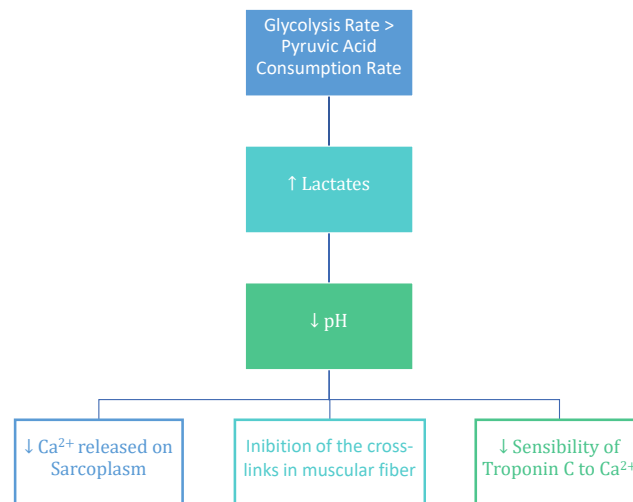 Glycolysis Rate >
Pyruvic Acid
Consumption Rate
↑ Lactates
↓ pH
↓ Ca²⁺ released on
Sarcoplasm
Inibition of the cross-
links in muscular fiber
↓ Sensibility of
Troponin C to Ca²⁺